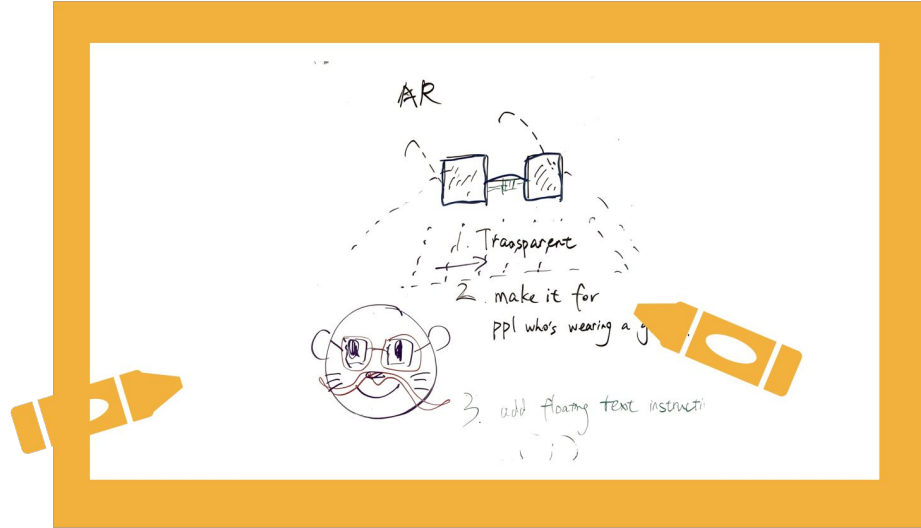 AR
1. Transparent
2. make it for
ppl who's wearing a
3. add floating text